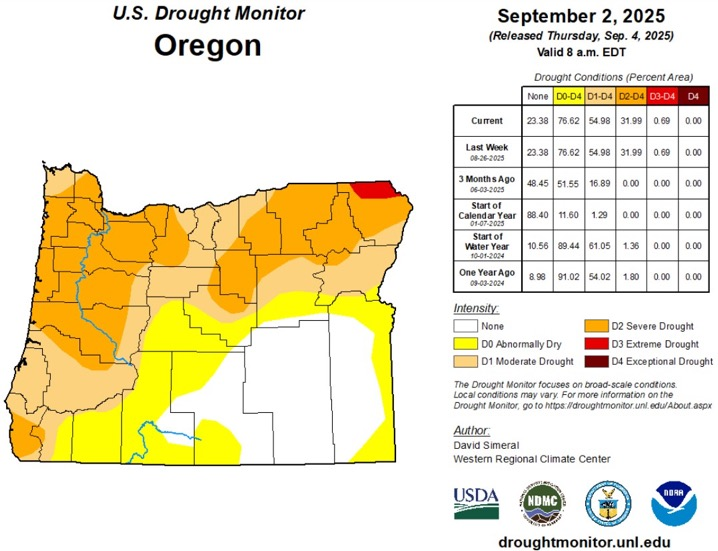 U.S. Drought Monitor
Oregon
September 2, 2025
(Released Thursday, Sep. 4, 2025)
Valid 8 a.m. EDT
Drought Conditions (Percent Area)
None D0-D4 D1-D4 D2-D4 D3-D4 D4
Current 23.38 76.62 54.98 31.99 0.69 0.00
Last Week 23.38 76.62 54.98 31.99 0.69 0.00
08-26-2025
3 Months Ago 48.45 51.55 16.89 0.00 0.00 0.00
06-03-2025
Start of
Calendar Year 88.40 11.60 1.29 0.00 0.00 0.00
01-07-2025
Start of
Water Year 10.56 89.44 61.05 1.36 0.00 0.00
10-01-2024
One Year Ago 8.98 91.02 54.02 1.80 0.00 0.00
09-03-2024
Intensity:
None
D0 Abnormally Dry
D1 Moderate Drought
D2 Severe Drought
D3 Extreme Drought
D4 Exceptional Drought
The Drought Monitor focuses on broad-scale conditions.
Local conditions may vary. For more information on the
Drought Monitor, go to https://droughtmonitor.unl.edu/About.aspx
Author:
David Simeral
Western Regional Climate Center
USDA
NDMC
NOAA
droughtmonitor.unl.edu